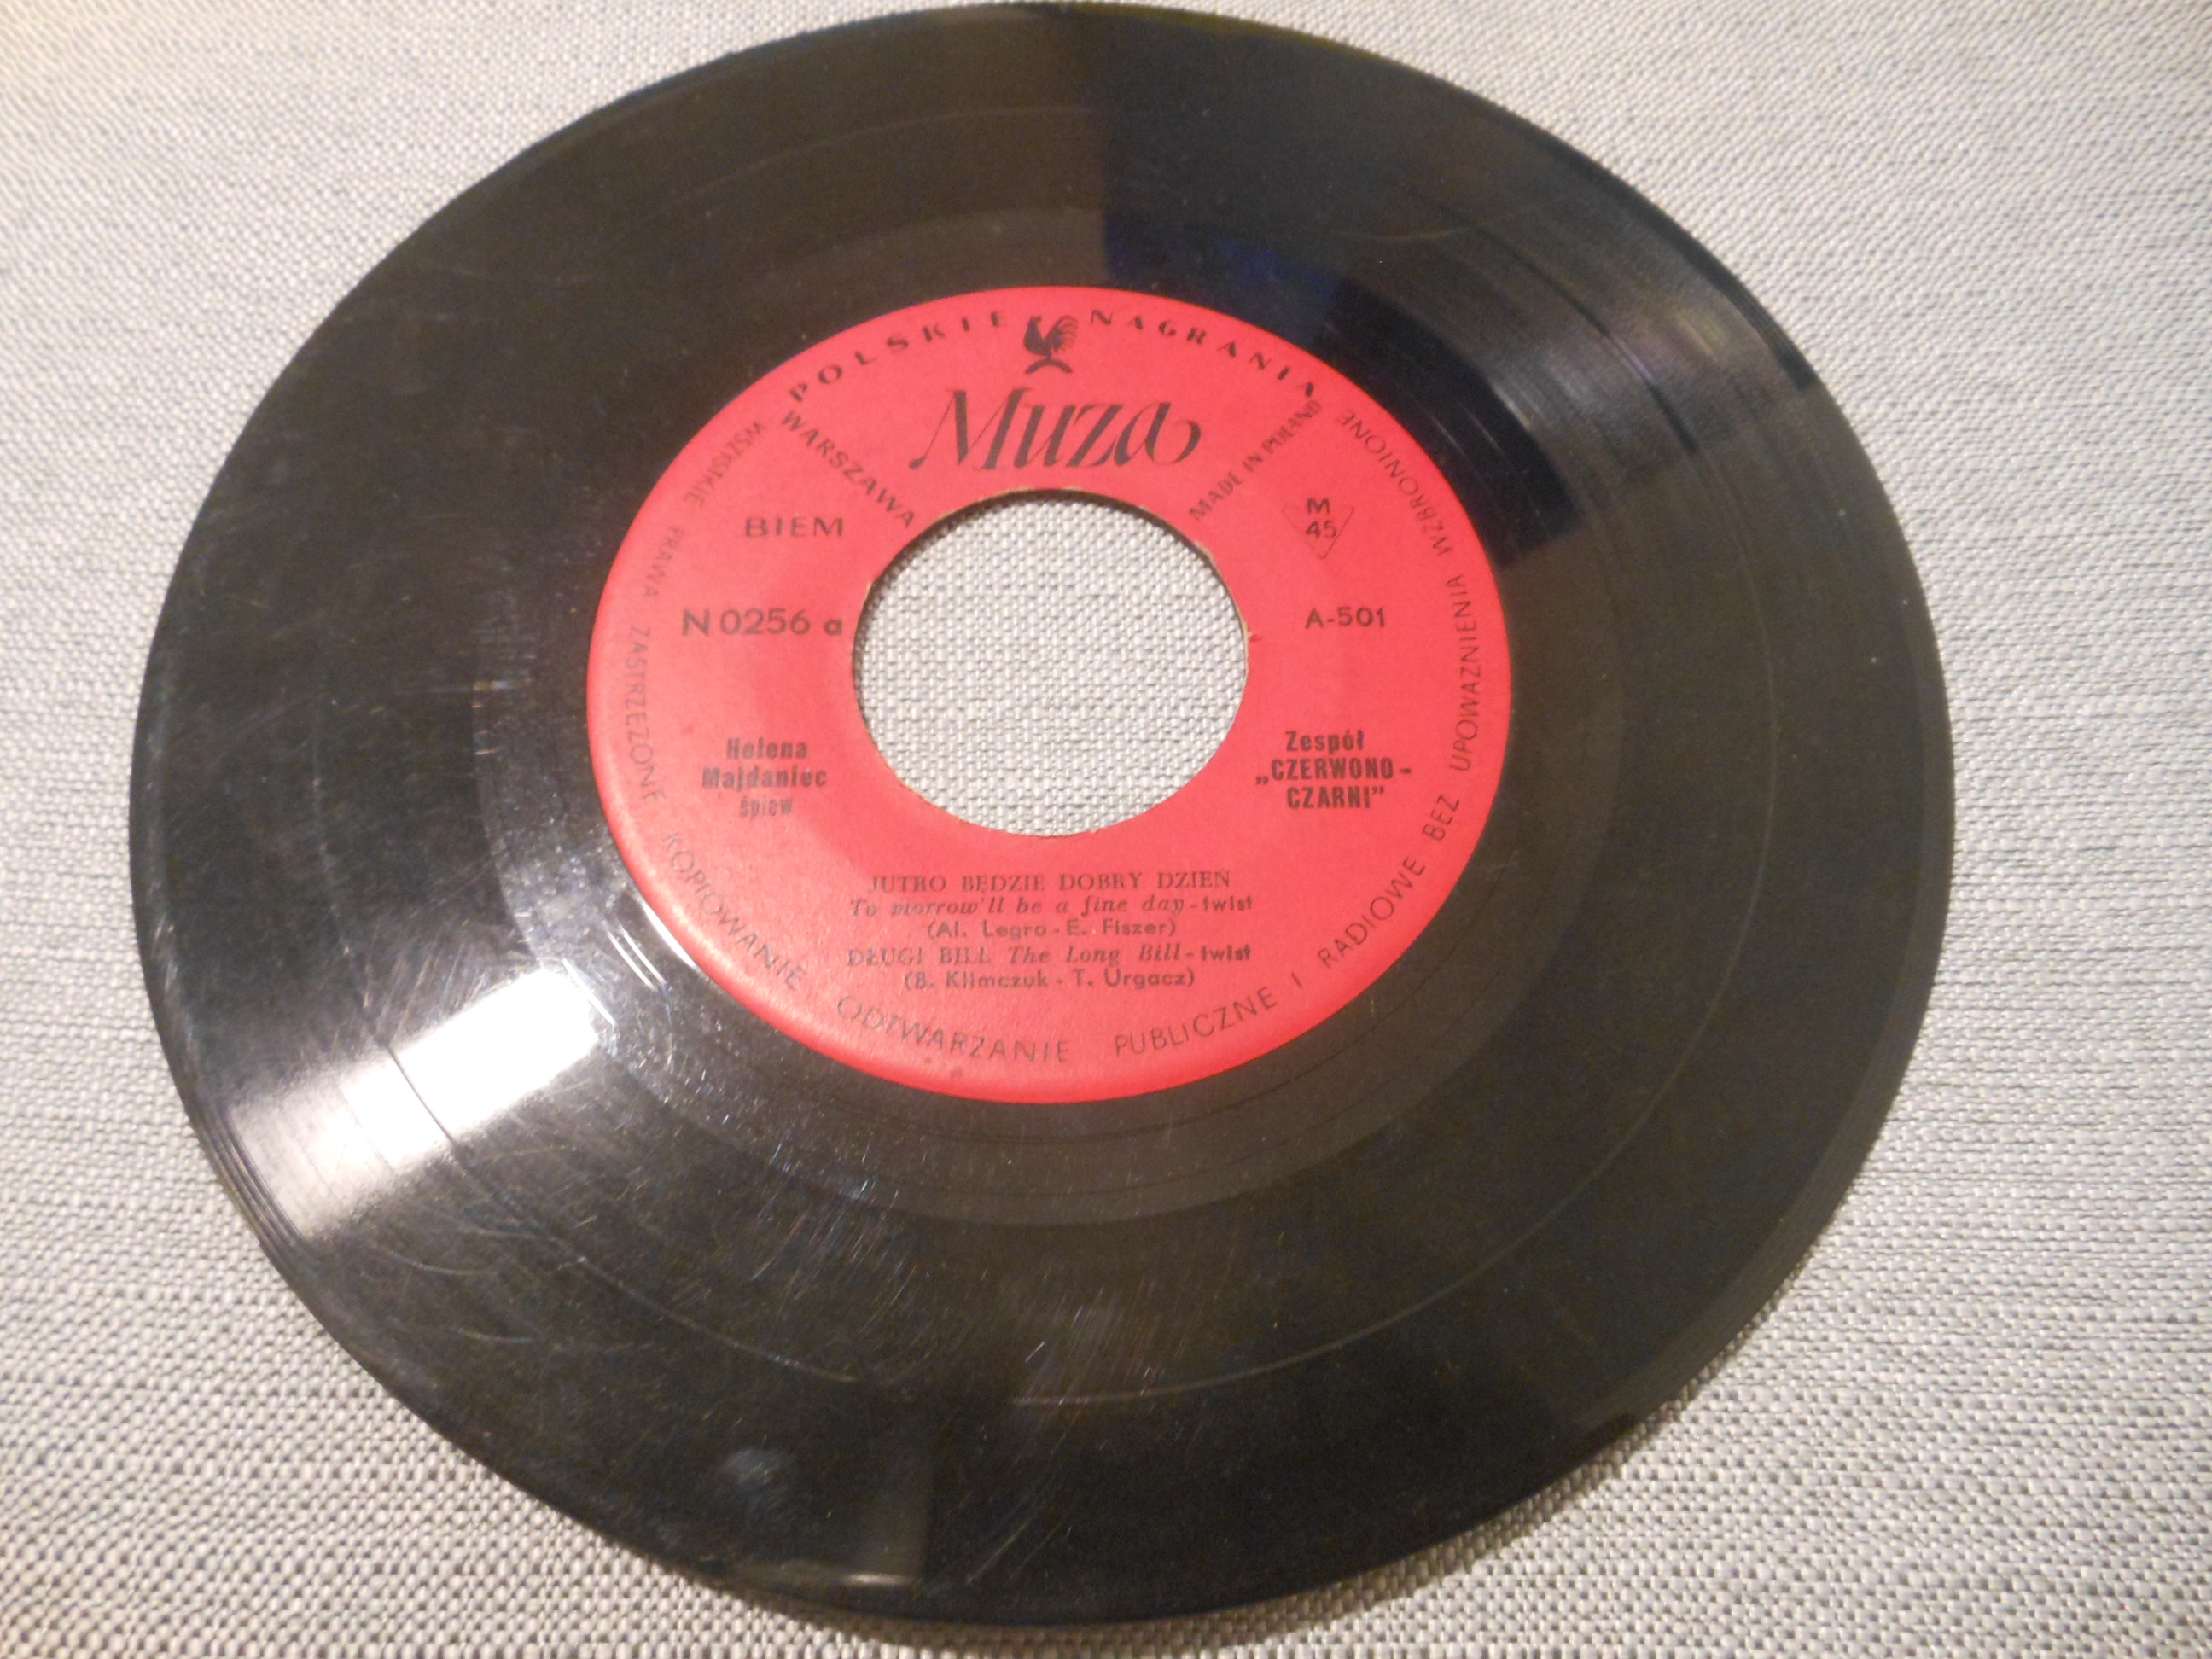 POLSKIE NAGRANIA
Muza
WARSZAWA
MADE IN POLAND
BIEM
M
45
N 0256 a
A-501
Helena
Majdaniec
śpiew
Zespół
„CZERWONO-
CZARNI”
JUTRO BĘDZIE DOBRY DZIEŃ
To morrow'll be a fine day-twist
(Al. Legro - E. Fiszer)
DŁUGI BILL The Long Bill-twist
(B. Klimczuk - T. Urgacz)
WSZYSTKIE PRAWA ZASTRZEŻONE KOPIOWANIE ODTWARZANIE PUBLICZNE I RADIOWE BEZ UPOWAŻNIENIA WZBRONIONE